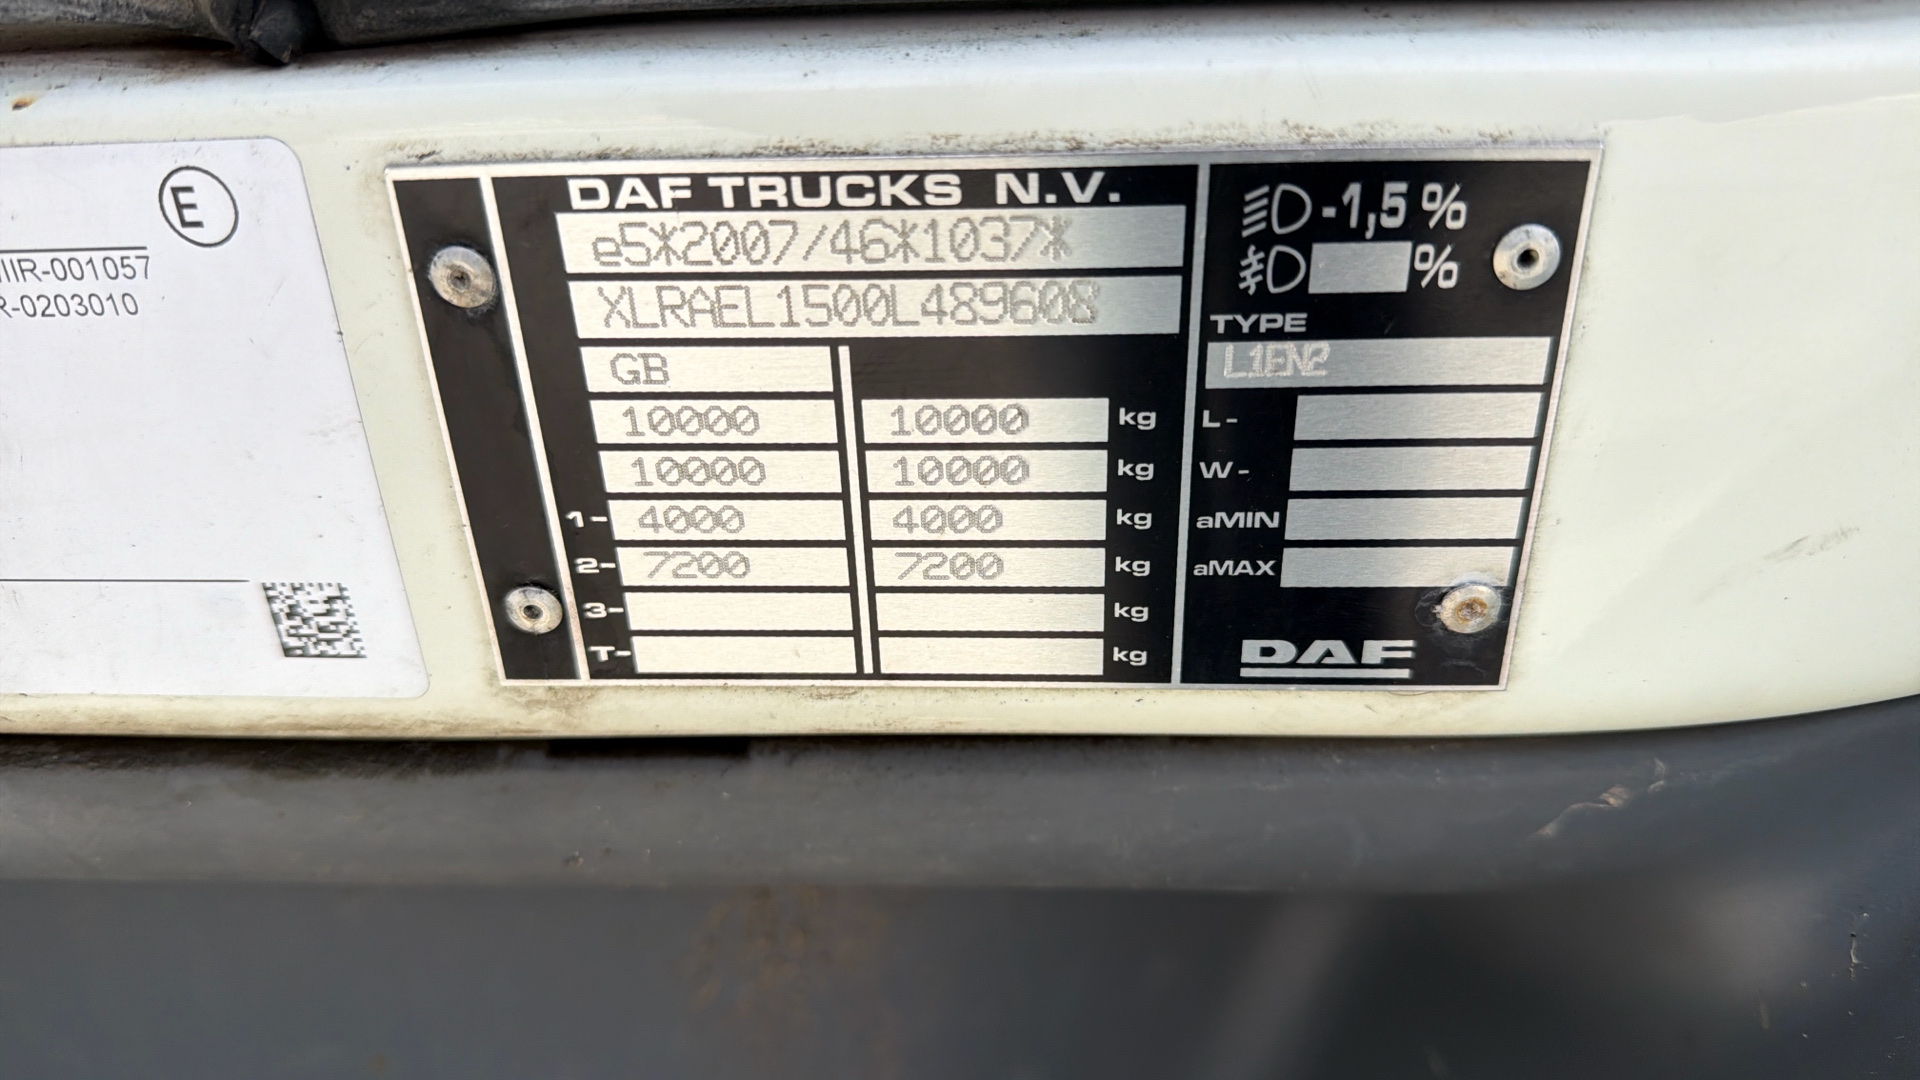 E
IIR-001057
R-0203010
DAF TRUCKS N.V.
e5*2007/46*1037*
XLRAEL1500L489608
GB
10000 10000 kg
10000 10000 kg
1- 4000 4000 kg
2- 7200 7200 kg
3- kg
T- kg
-1,5 %
%
TYPE
L1EN2
L-
W-
aMIN
aMAX
DAF